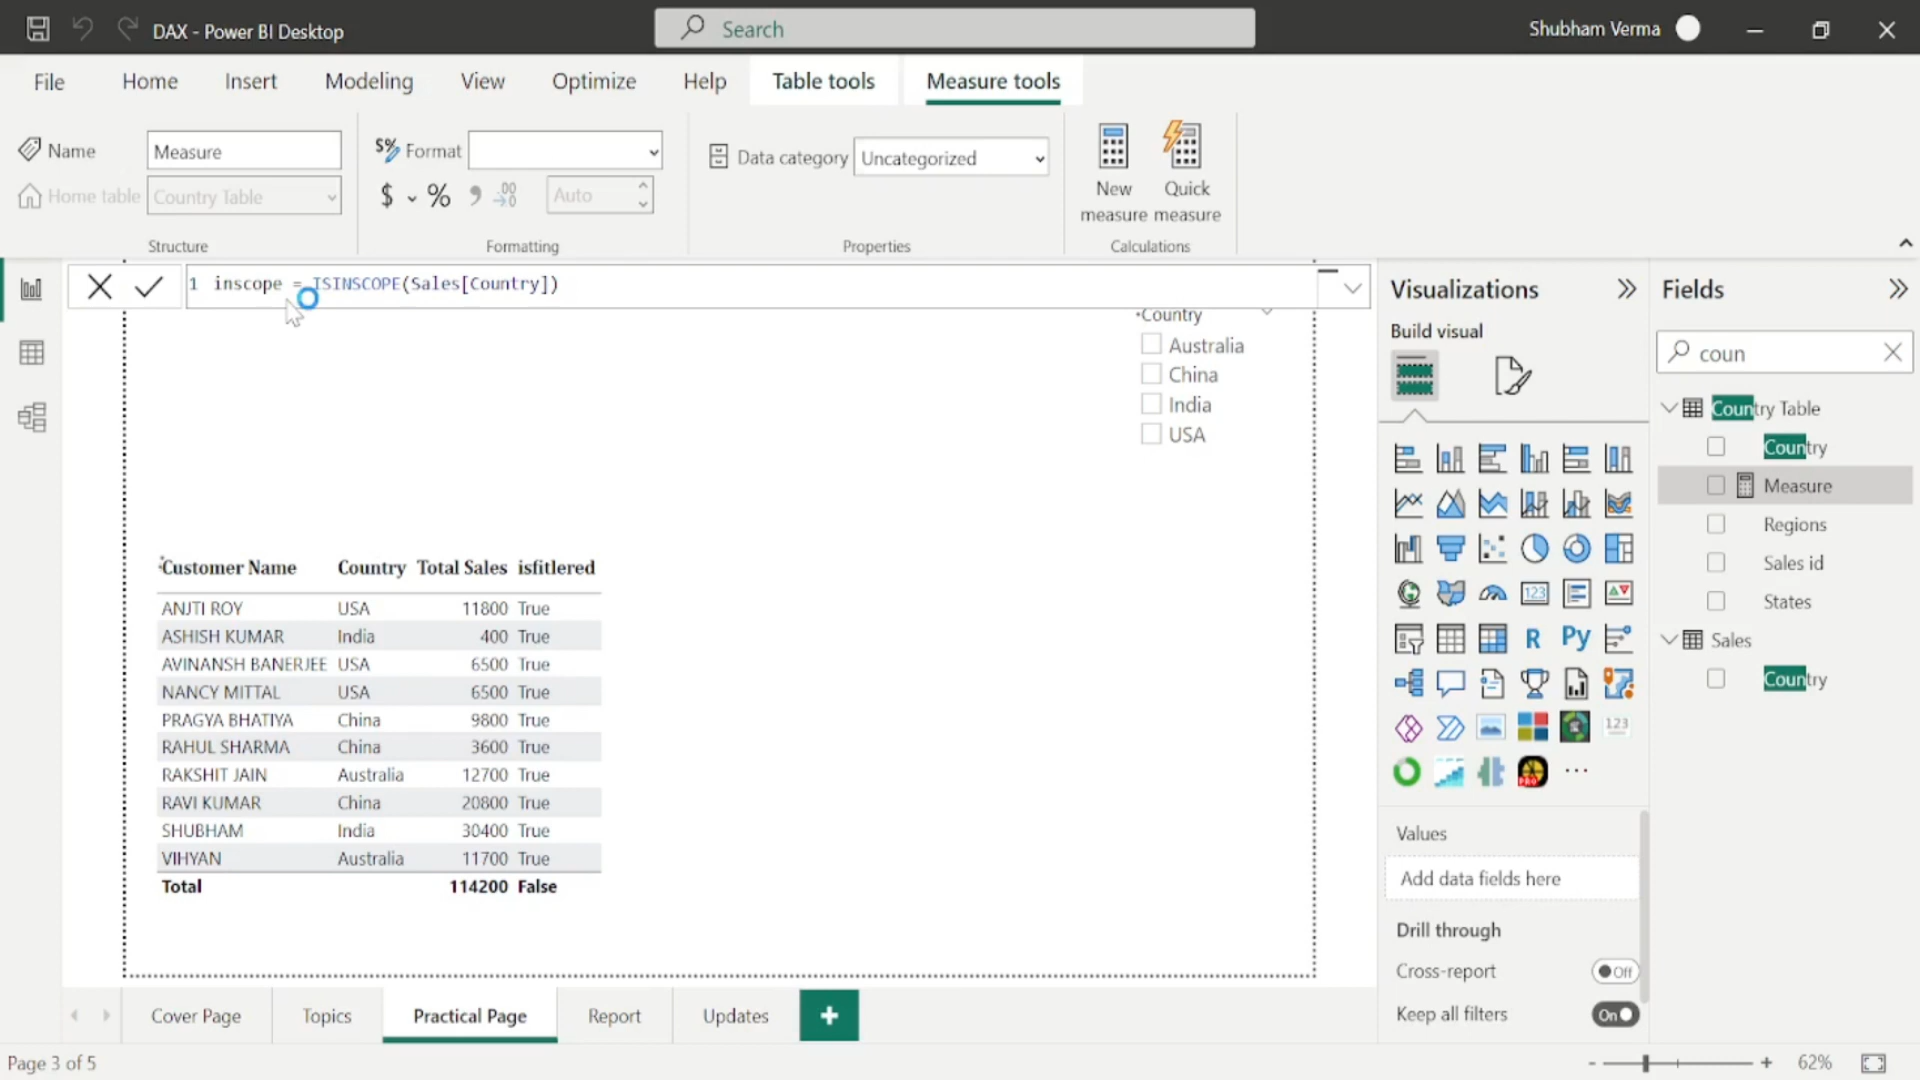 DAX - Power BI Desktop
Search
Shubham Verma
File Home Insert Modeling View Optimize Help Table tools Measure tools
Name Measure
Home table Country Table
Structure
$% Format
$ % 9 .00 Auto
Formatting
Data category Uncategorized
Properties
New measure
Quick measure
Calculations
1 inscope = ISINSCOPE(Sales[Country])
Country
Australia
China
India
USA
Customer Name Country Total Sales isfitlered
ANJTI ROY USA 11800 True
ASHISH KUMAR India 400 True
AVINANSH BANERJEE USA 6500 True
NANCY MITTAL USA 6500 True
PRAGYA BHATIYA China 9800 True
RAHUL SHARMA China 3600 True
RAKSHIT JAIN Australia 12700 True
RAVI KUMAR China 20800 True
SHUBHAM India 30400 True
VIHYAN Australia 11700 True
Total 114200 False
Visualizations
Build visual
123
R Py
123
PRO
...
Values
Add data fields here
Drill through
Cross-report Off
Keep all filters On
Fields
coun
Country Table
Country
Measure
Regions
Sales id
States
Sales
Country
Cover Page Topics Practical Page Report Updates +
Page 3 of 5
- + 62%